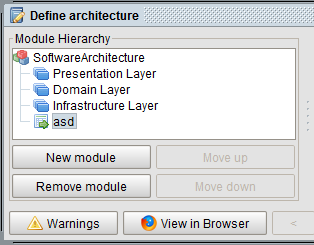 Define architecture
Module Hierarchy
SoftwareArchitecture
Presentation Layer
Domain Layer
Infrastructure Layer
asd
New module Move up
Remove module Move down
Warnings View in Browser <